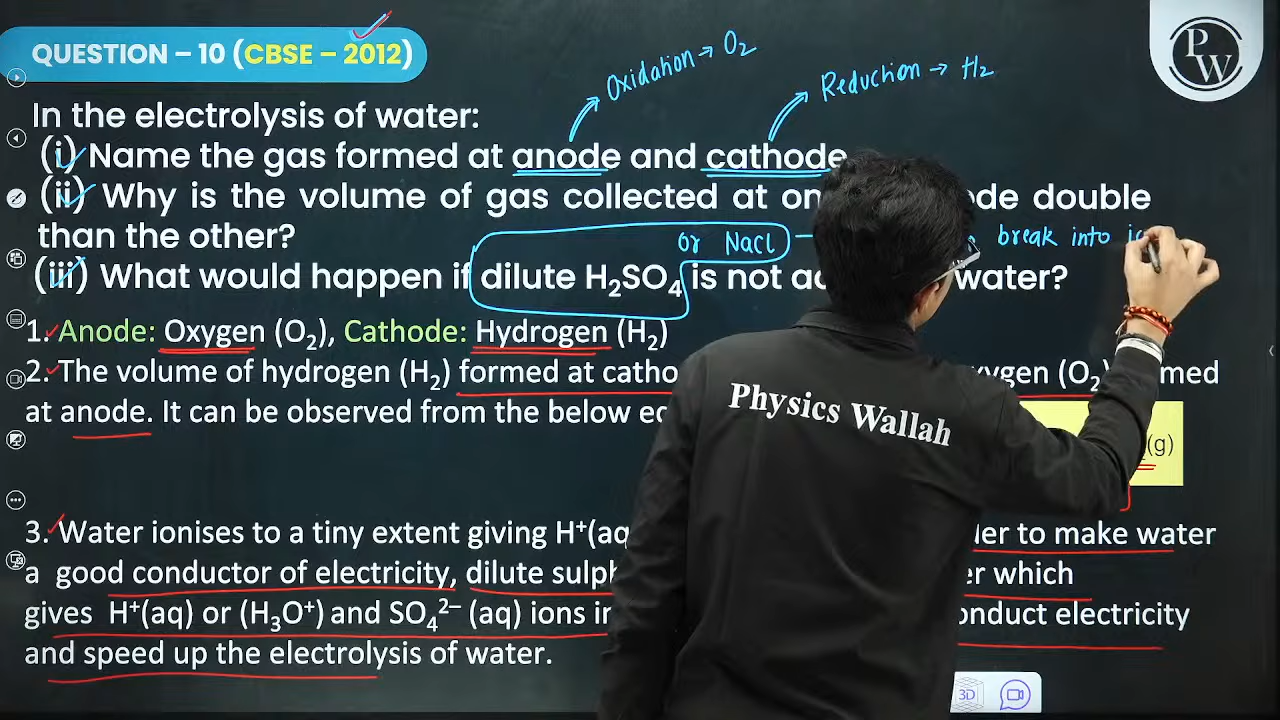 QUESTION – 10 (CBSE – 2012)
Oxidation → O₂
Reduction → H₂
PW
In the electrolysis of water:
(i) Name the gas formed at anode and cathode
(ii) Why is the volume of gas collected at on ode double
than the other?
or NaCl
break into
(iii) What would happen if dilute H₂SO₄ is not water?
1. Anode: Oxygen (O₂), Cathode: Hydrogen (H₂)
2. The volume of hydrogen (H₂) formed at catho ygen (O₂) med
at anode. It can be observed from the below
(g)
3. Water ionises to a tiny extent giving H⁺(aq der to make water
a good conductor of electricity, dilute sulph er which
gives H⁺(aq) or (H₃O⁺) and SO₄²⁻ (aq) ions in onduct electricity
and speed up the electrolysis of water.
Physics Wallah
3D